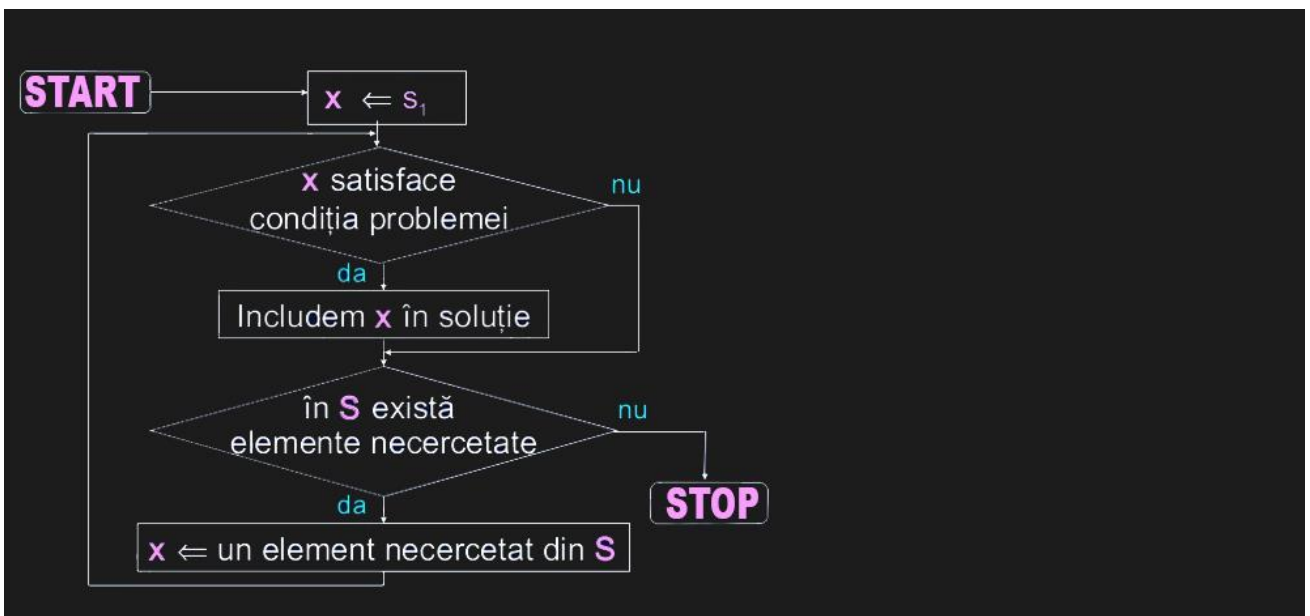 START
x ⇐ s₁
x satisface
condiția problemei
nu
da
Includem x în soluție
în S există
elemente necercetate
nu
da
STOP
x ⇐ un element necercetat din S